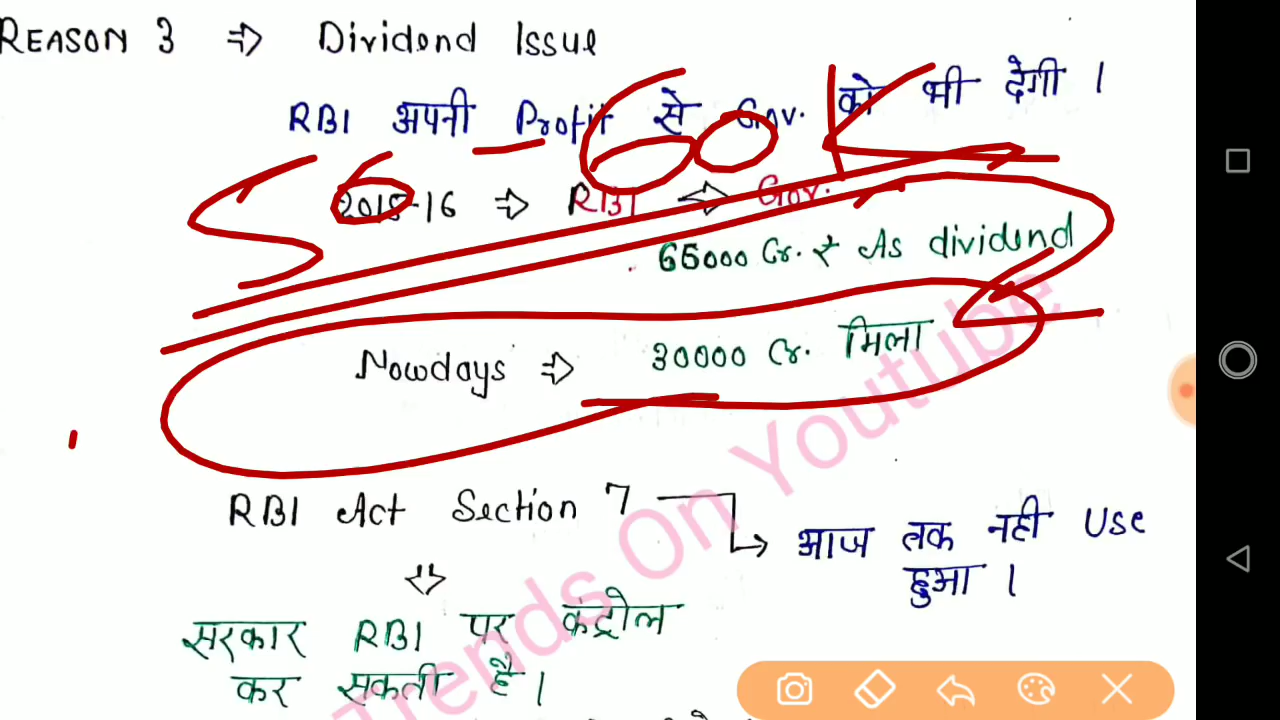 REASON 3 ⇒ Dividend Issue
RBI अपनी Profit से Gov. को भी देगी ।
2015-16 ⇒ RBI ⇔ Gov.
65000 Cr. ₹ As dividend
Nowdays ⇒ 30000 Cr. मिला
RBI Act Section 7
आज तक नही Use
हुआ ।
सरकार RBI पर कंट्रोल
कर सकती है ।
Trends On Youtube